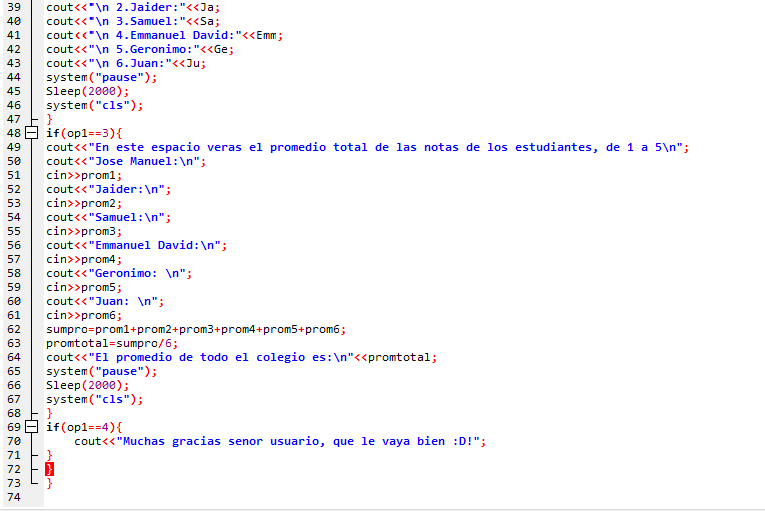 39 cout<<"\n 2.Jaider:"<<Ja;
40 cout<<"\n 3.Samuel:"<<Sa;
41 cout<<"\n 4.Emmanuel David:"<<Emm;
42 cout<<"\n 5.Geronimo:"<<Ge;
43 cout<<"\n 6.Juan:"<<Ju;
44 system("pause");
45 Sleep(2000);
46 system("cls");
47 }
48 if(op1==3){
49 cout<<"En este espacio veras el promedio total de las notas de los estudiantes, de 1 a 5\n";
50 cout<<"Jose Manuel:\n";
51 cin>>prom1;
52 cout<<"Jaider:\n";
53 cin>>prom2;
54 cout<<"Samuel:\n";
55 cin>>prom3;
56 cout<<"Emmanuel David:\n";
57 cin>>prom4;
58 cout<<"Geronimo: \n";
59 cin>>prom5;
60 cout<<"Juan: \n";
61 cin>>prom6;
62 sumpro=prom1+prom2+prom3+prom4+prom5+prom6;
63 promtotal=sumpro/6;
64 cout<<"El promedio de todo el colegio es:\n"<<promtotal;
65 system("pause");
66 Sleep(2000);
67 system("cls");
68 }
69 if(op1==4){
70 cout<<"Muchas gracias senor usuario, que le vaya bien :D!";
71 }
72 }
73 }
74